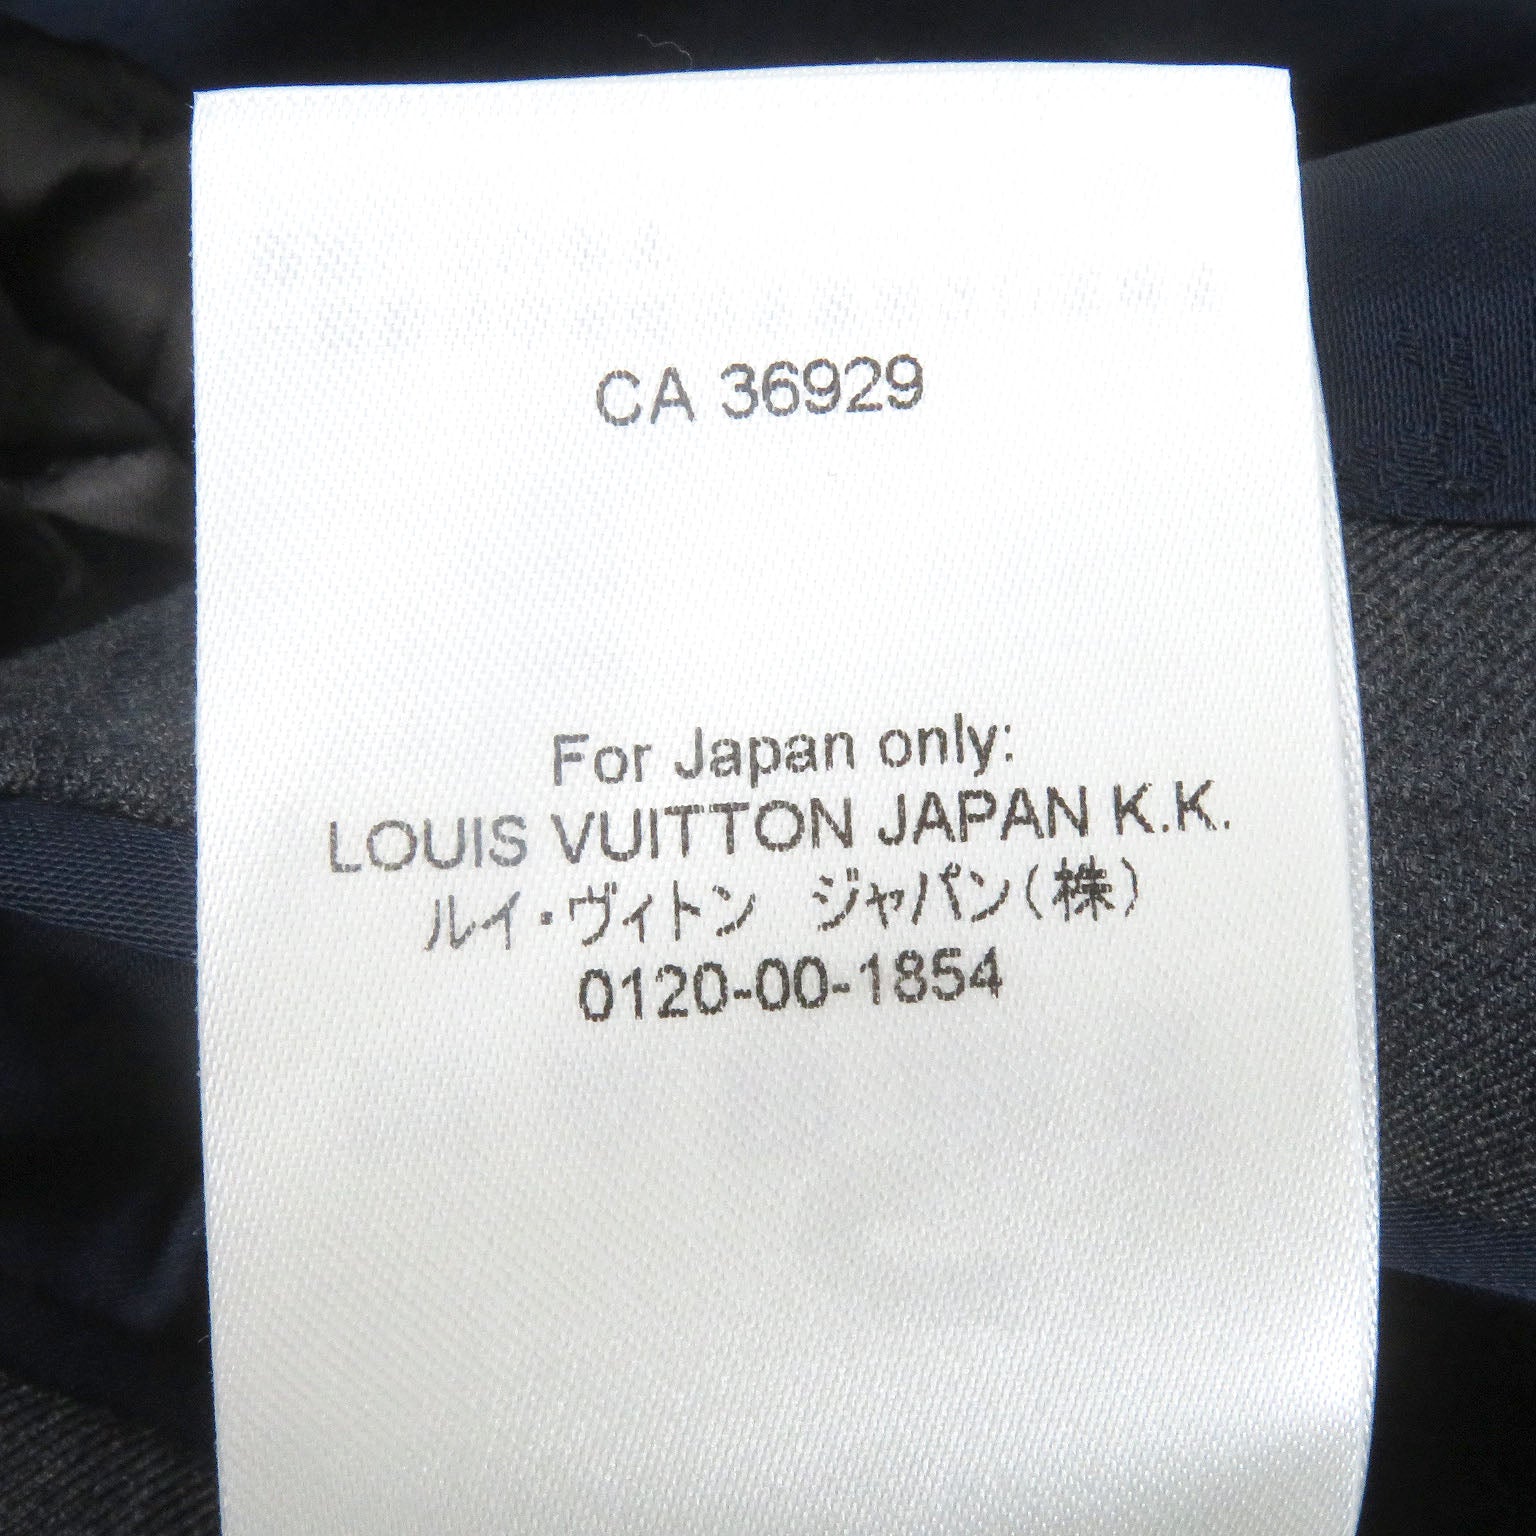 CA 36929
For Japan only:
LOUIS VUITTON JAPAN K.K.
ルイ・ヴィトン　ジャパン(株)
0120-00-1854